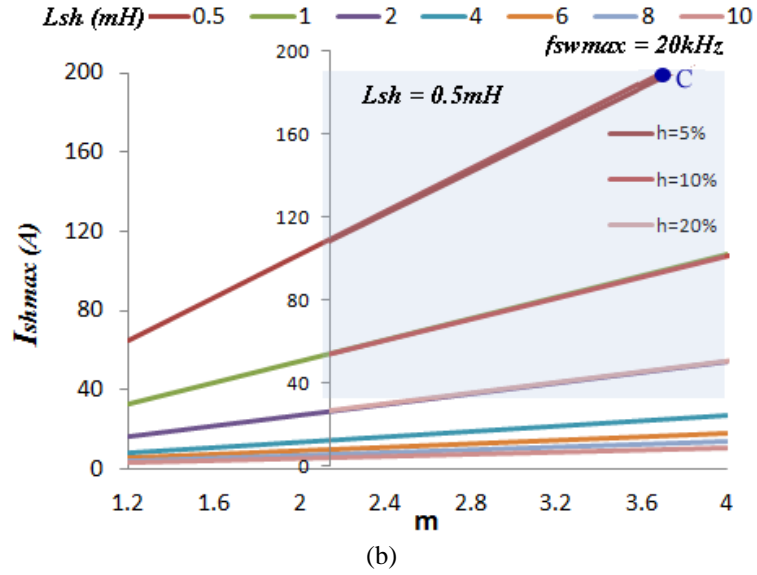 Lsh (mH) 0.5 1 2 4 6 8 10
fswmax = 20kHz
Lsh = 0.5mH
C
h=5%
h=10%
h=20%
200
160
120
80
40
0
200
160
120
80
40
0
Ishmax (A)
1.2 1.6 2 2.4 2.8 3.2 3.6 4
m
(b)